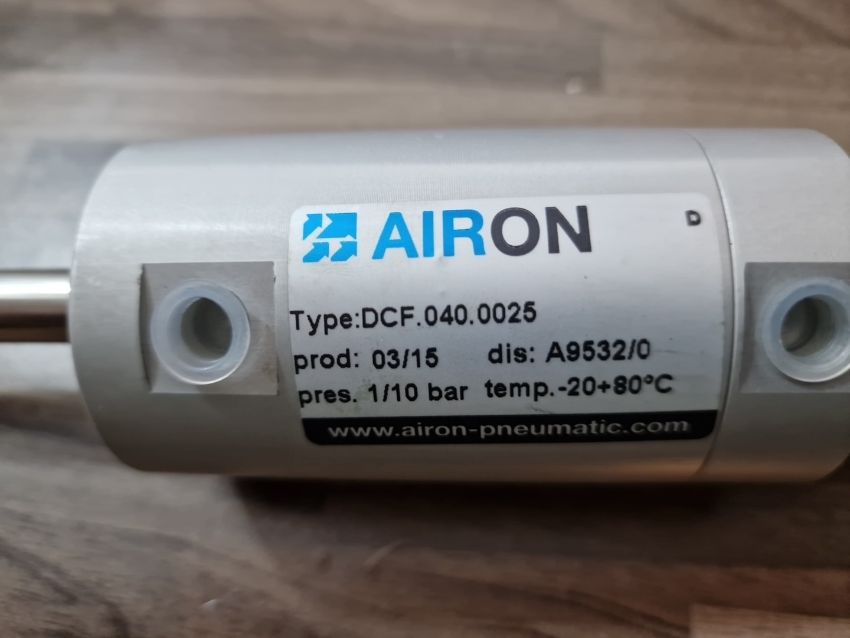 AIRON D
Type:DCF.040.0025
prod: 03/15 dis: A9532/0
pres. 1/10 bar temp.-20+80°C
www.airon-pneumatic.com